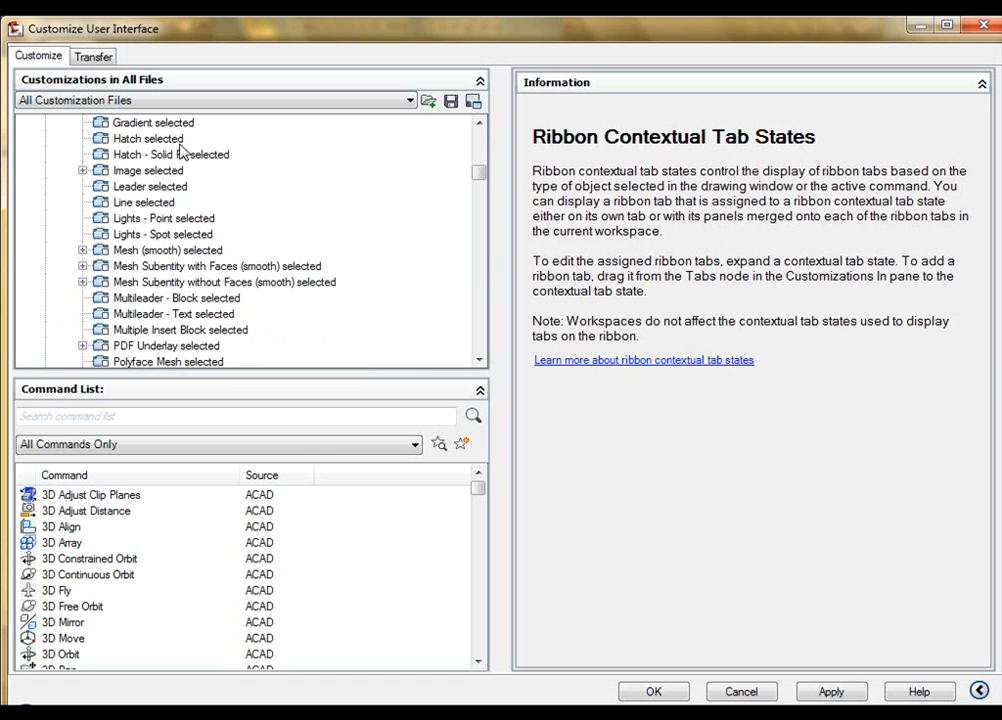 Customize User Interface
Customize
Transfer
Customizations in All Files
All Customization Files
Gradient selected
Hatch selected
Hatch - Solid selected
Image selected
Leader selected
Line selected
Lights - Point selected
Lights - Spot selected
Mesh (smooth) selected
Mesh Subentity with Faces (smooth) selected
Mesh Subentity without Faces (smooth) selected
Multileader - Block selected
Multileader - Text selected
Multiple Insert Block selected
PDF Underlay selected
Polyface Mesh selected
Command List:
Search command list
All Commands Only
Command Source
3D Adjust Clip Planes ACAD
3D Adjust Distance ACAD
3D Align ACAD
3D Array ACAD
3D Constrained Orbit ACAD
3D Continuous Orbit ACAD
3D Fly ACAD
3D Free Orbit ACAD
3D Mirror ACAD
3D Move ACAD
3D Orbit ACAD
Information
Ribbon Contextual Tab States
Ribbon contextual tab states control the display of ribbon tabs based on the
type of object selected in the drawing window or the active command. You
can display a ribbon tab that is assigned to a ribbon contextual tab state
either on its own tab or with its panels merged onto each of the ribbon tabs in
the current workspace.
To edit the assigned ribbon tabs, expand a contextual tab state. To add a
ribbon tab, drag it from the Tabs node in the Customizations In pane to the
contextual tab state.
Note: Workspaces do not affect the contextual tab states used to display
tabs on the ribbon.
Learn more about ribbon contextual tab states
OK
Cancel
Apply
Help